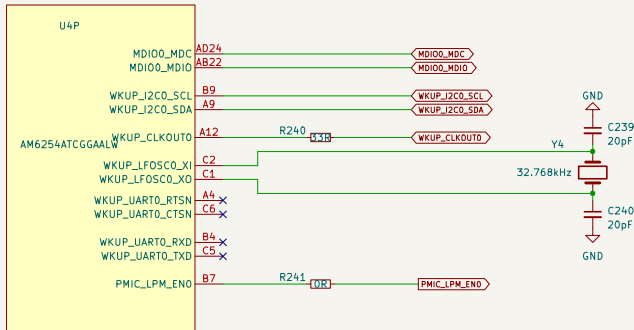 U4P
MDIO0_MDC AD24 MDIO0_MDC
MDIO0_MDIO AB22 MDIO0_MDIO
WKUP_I2C0_SCL B9 WKUP_I2C0_SCL
WKUP_I2C0_SDA A9 WKUP_I2C0_SDA
GND
C239
20pF
WKUP_CLKOUT0 A12 R240 33R WKUP_CLKOUT0
AM6254ATCGGAALW
Y4
WKUP_LFOSC0_XI C2
32.768kHz
WKUP_LFOSC0_XO C1
WKUP_UART0_RTSN A4
WKUP_UART0_CTSN C6
C240
20pF
WKUP_UART0_RXD B4
WKUP_UART0_TXD C5
GND
PMIC_LPM_EN0 B7 R241 0R PMIC_LPM_EN0